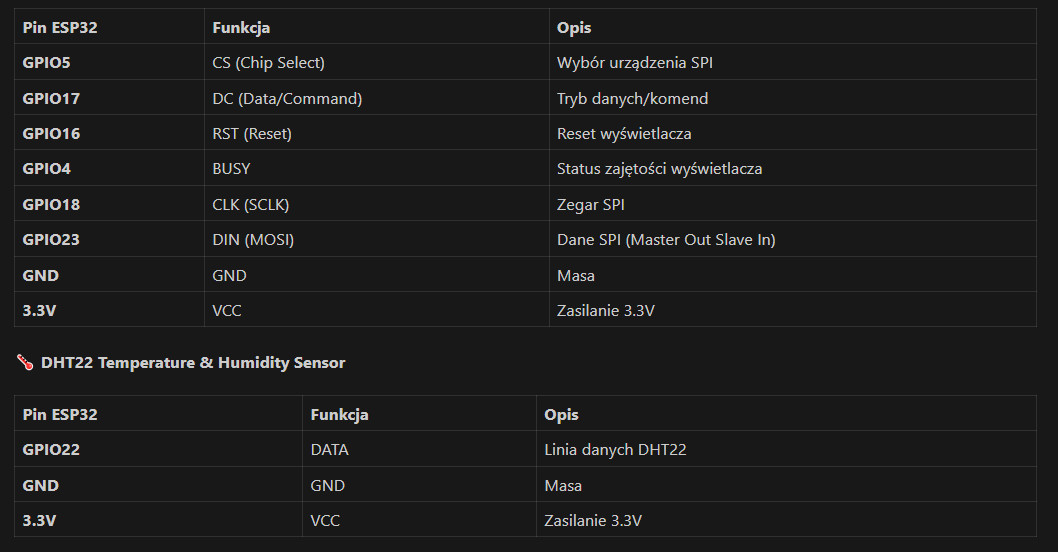 Pin ESP32 Funkcja Opis
GPIO5 CS (Chip Select) Wybór urządzenia SPI
GPIO17 DC (Data/Command) Tryb danych/komend
GPIO16 RST (Reset) Reset wyświetlacza
GPIO4 BUSY Status zajętości wyświetlacza
GPIO18 CLK (SCLK) Zegar SPI
GPIO23 DIN (MOSI) Dane SPI (Master Out Slave In)
GND GND Masa
3.3V VCC Zasilanie 3.3V
DHT22 Temperature & Humidity Sensor
Pin ESP32 Funkcja Opis
GPIO22 DATA Linia danych DHT22
GND GND Masa
3.3V VCC Zasilanie 3.3V